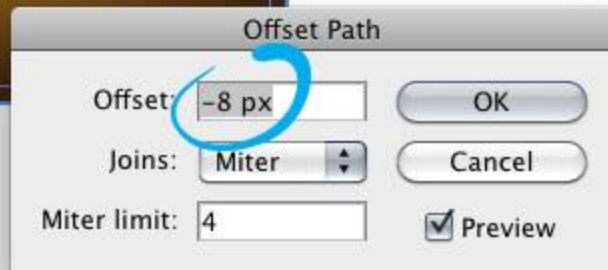 Offset Path
Offset: -8 px OK
Joins: Miter Cancel
Miter limit: 4 Preview